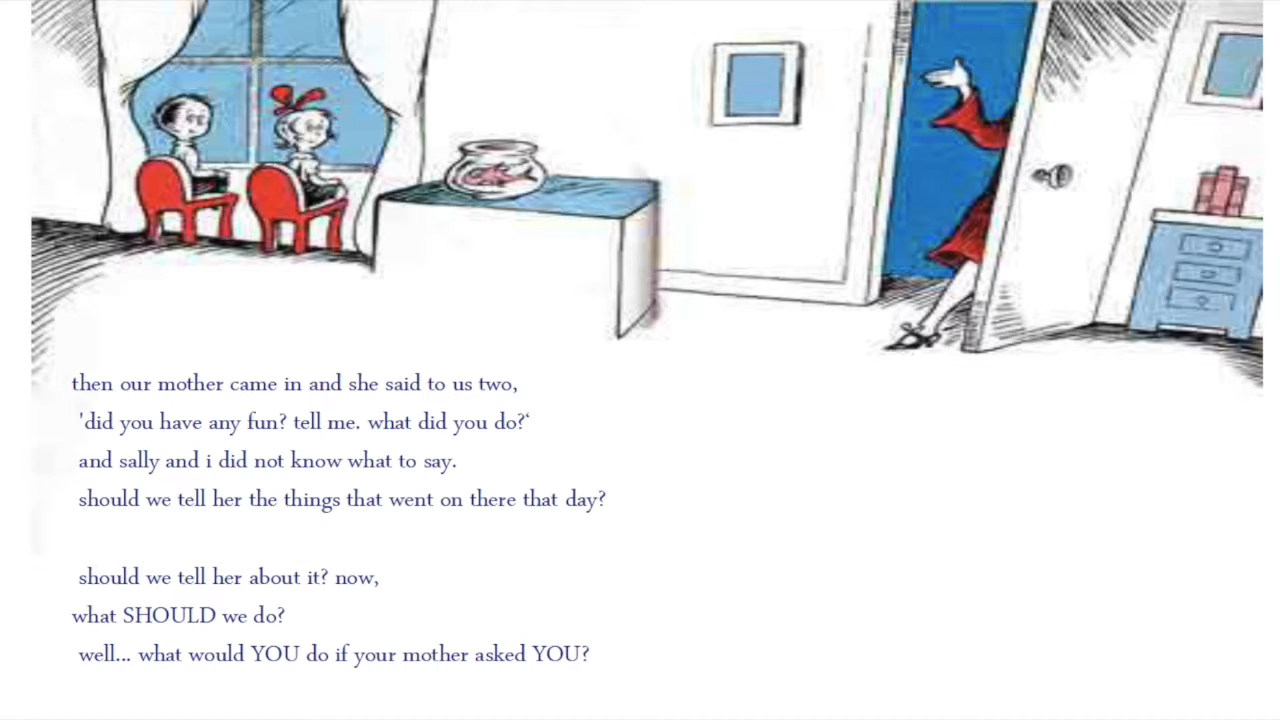 then our mother came in and she said to us two,
'did you have any fun? tell me. what did you do?‘
and sally and i did not know what to say.
should we tell her the things that went on there that day?
should we tell her about it? now,
what SHOULD we do?
well... what would YOU do if your mother asked YOU?